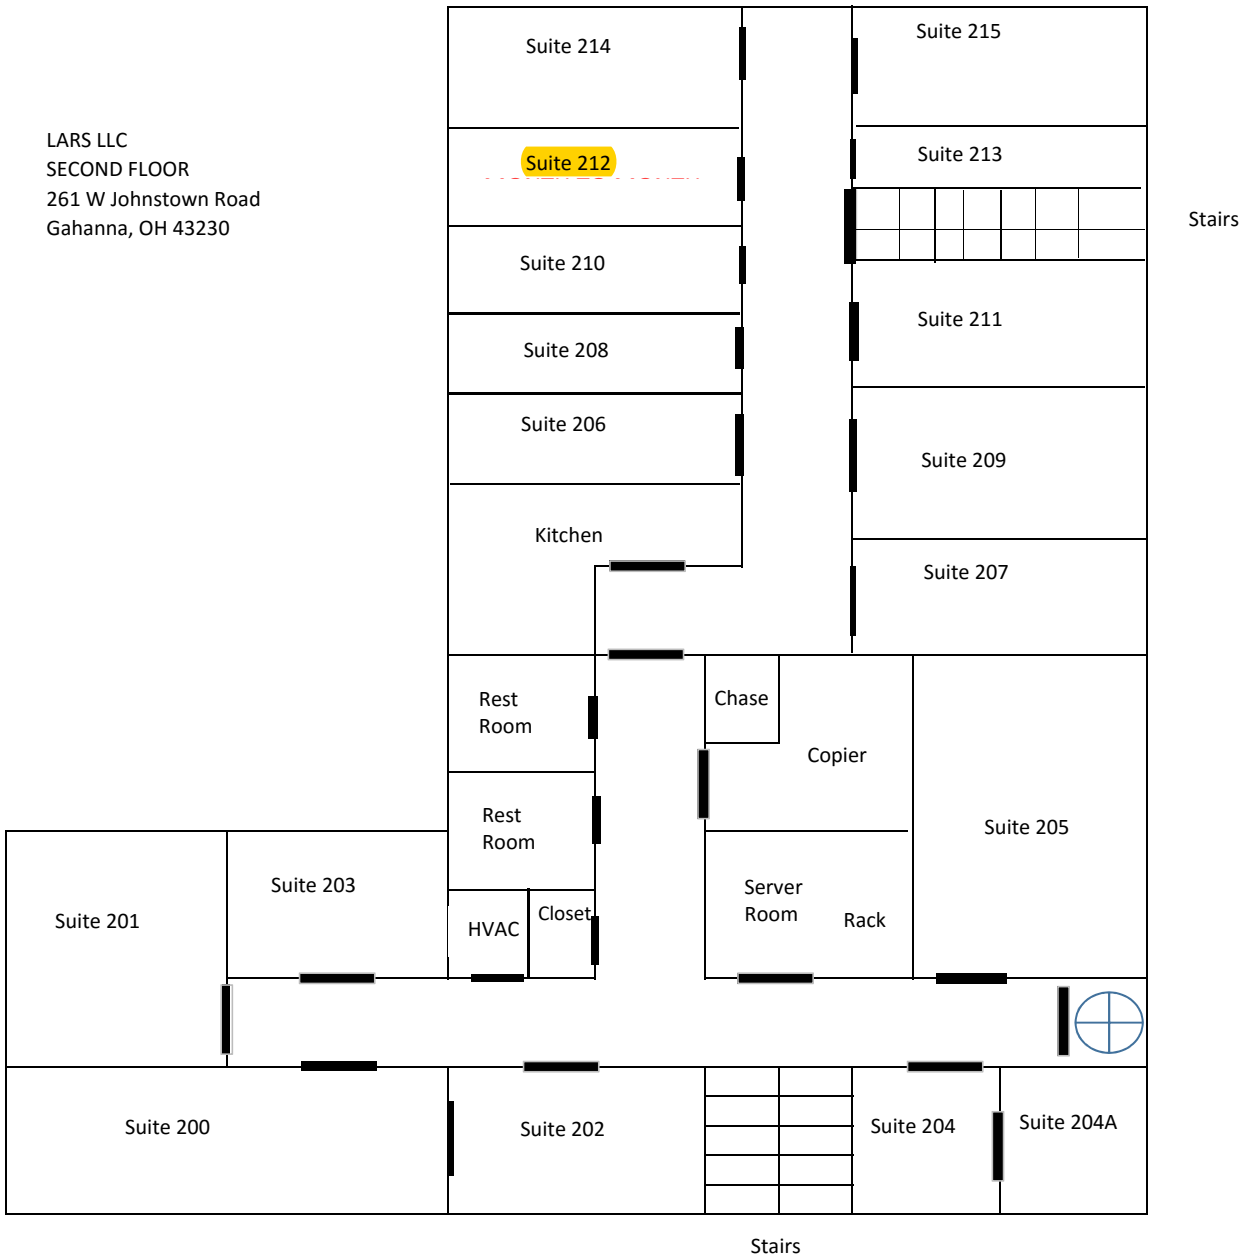 Suite 214
Suite 215
LARS LLC
SECOND FLOOR
261 W Johnstown Road
Gahanna, OH 43230
Suite 212
Suite 213
Stairs
Suite 210
Suite 211
Suite 208
Suite 206
Suite 209
Kitchen
Suite 207
Rest
Room
Chase
Copier
Rest
Room
Suite 205
Suite 203
Suite 201
Server
Room
Rack
HVAC
Closet
Suite 200
Suite 202
Suite 204
Suite 204A
Stairs